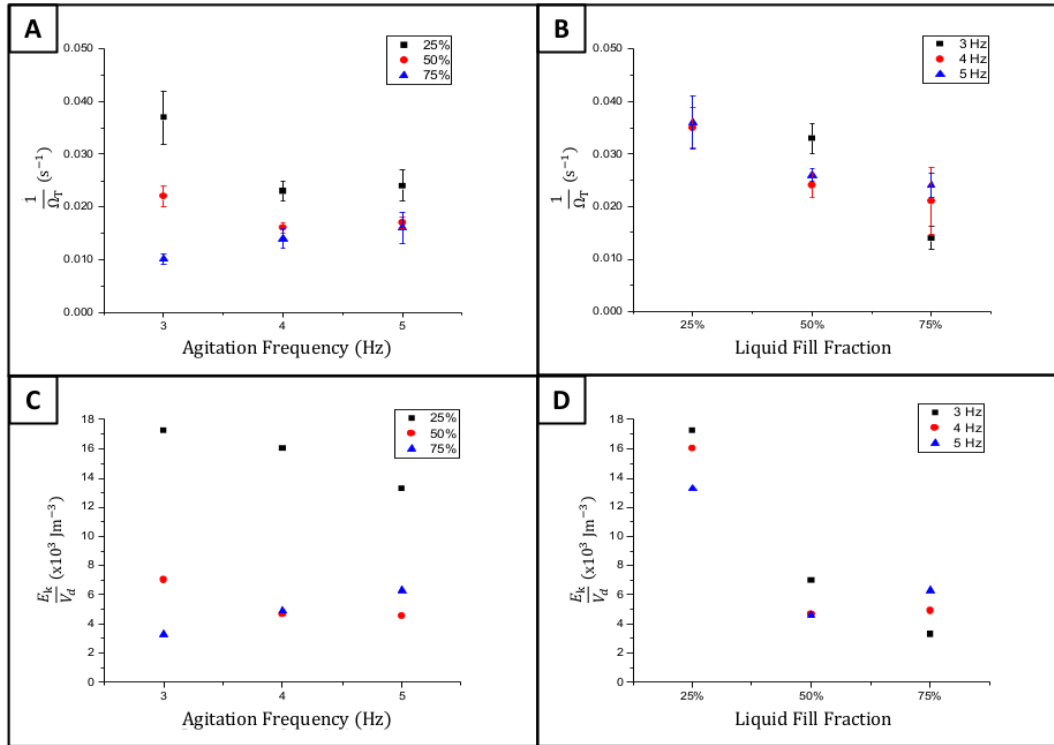 A
25%
50%
75%
0.050
0.040
0.030
0.020
0.010
0.000
1/Ω_T (s⁻¹)
3 4 5
Agitation Frequency (Hz)
B
3 Hz
4 Hz
5 Hz
0.050
0.040
0.030
0.020
0.010
0.000
1/Ω_T (s⁻¹)
25% 50% 75%
Liquid Fill Fraction
C
25%
50%
75%
18
16
14
12
10
8
6
4
2
0
E_k/V_d (x10³ Jm⁻³)
3 4 5
Agitation Frequency (Hz)
D
3 Hz
4 Hz
5 Hz
18
16
14
12
10
8
6
4
2
0
E_k/V_d (x10³ Jm⁻³)
25% 50% 75%
Liquid Fill Fraction